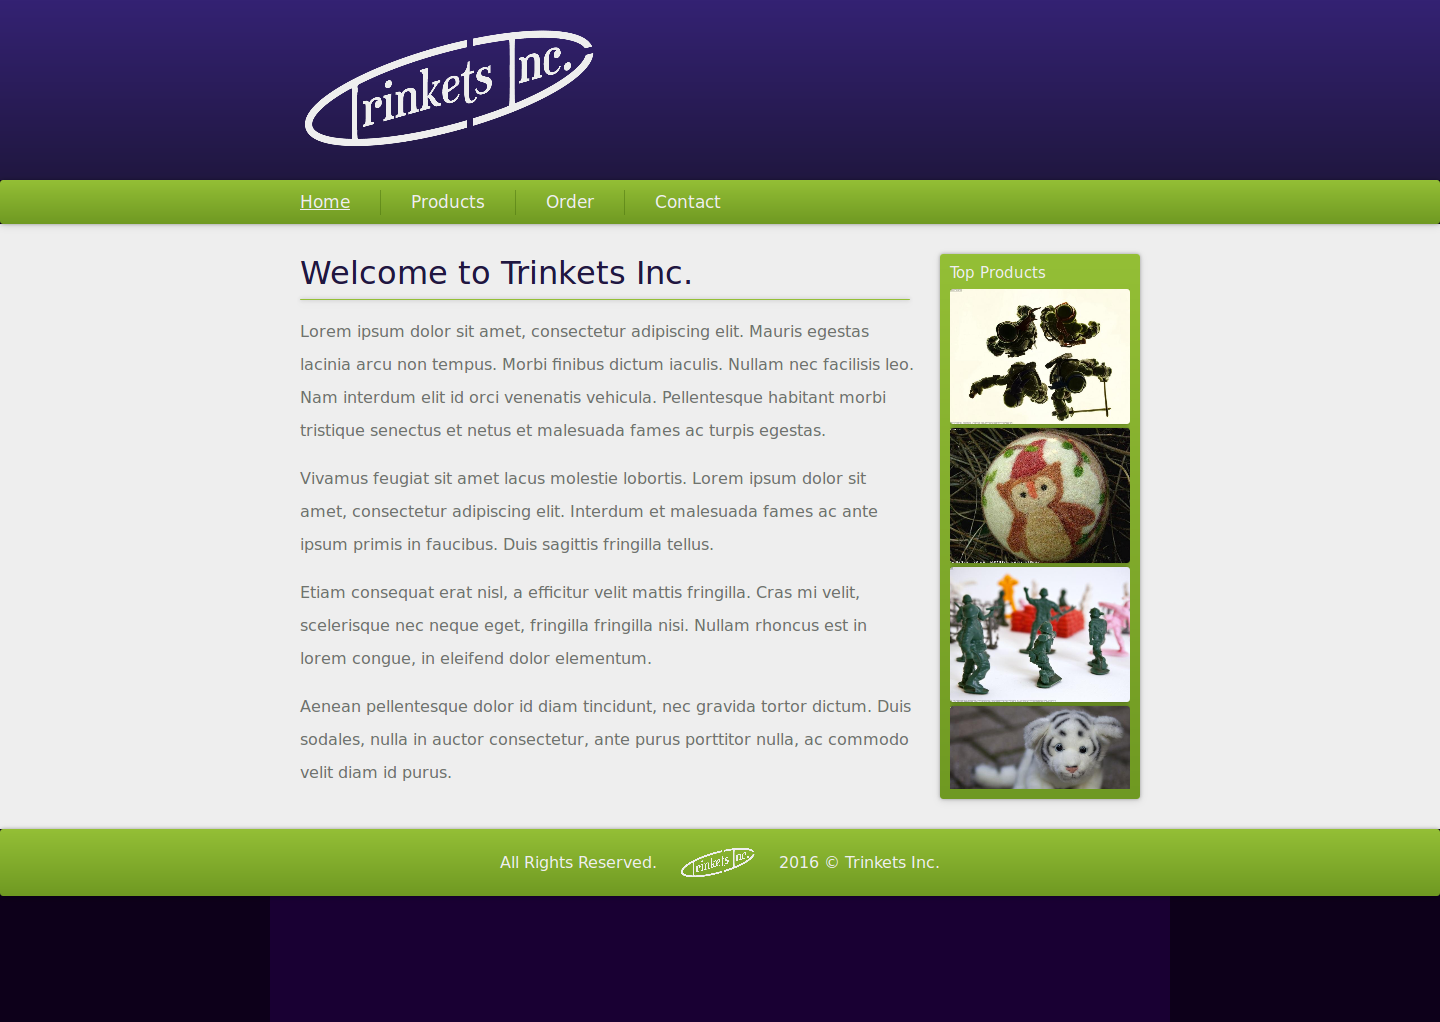 Trinkets Inc.
Home
Products
Order
Contact
Welcome to Trinkets Inc.
Lorem ipsum dolor sit amet, consectetur adipiscing elit. Mauris egestas
lacinia arcu non tempus. Morbi finibus dictum iaculis. Nullam nec facilisis leo.
Nam interdum elit id orci venenatis vehicula. Pellentesque habitant morbi
tristique senectus et netus et malesuada fames ac turpis egestas.
Vivamus feugiat sit amet lacus molestie lobortis. Lorem ipsum dolor sit
amet, consectetur adipiscing elit. Interdum et malesuada fames ac ante
ipsum primis in faucibus. Duis sagittis fringilla tellus.
Etiam consequat erat nisl, a efficitur velit mattis fringilla. Cras mi velit,
scelerisque nec neque eget, fringilla fringilla nisi. Nullam rhoncus est in
lorem congue, in eleifend dolor elementum.
Aenean pellentesque dolor id diam tincidunt, nec gravida tortor dictum. Duis
sodales, nulla in auctor consectetur, ante purus porttitor nulla, ac commodo
velit diam id purus.
Top Products
All Rights Reserved.
Trinkets Inc.
2016 © Trinkets Inc.